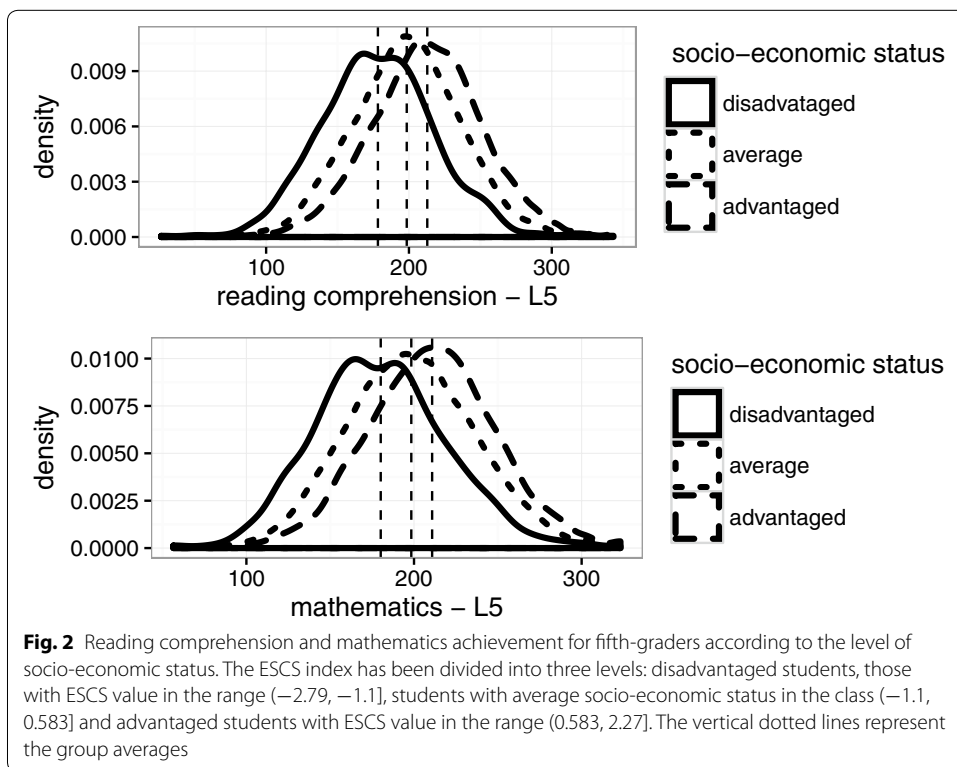 socio−economic status
disadvataged
average
advantaged
density
0.009
0.006
0.003
0.000
100 200 300
reading comprehension − L5
socio−economic status
disadvantaged
average
advantaged
density
0.0100
0.0075
0.0050
0.0025
0.0000
100 200 300
mathematics − L5
Fig. 2 Reading comprehension and mathematics achievement for fifth-graders according to the level of
socio-economic status. The ESCS index has been divided into three levels: disadvantaged students, those
with ESCS value in the range (−2.79, −1.1], students with average socio-economic status in the class (−1.1,
0.583] and advantaged students with ESCS value in the range (0.583, 2.27]. The vertical dotted lines represent
the group averages